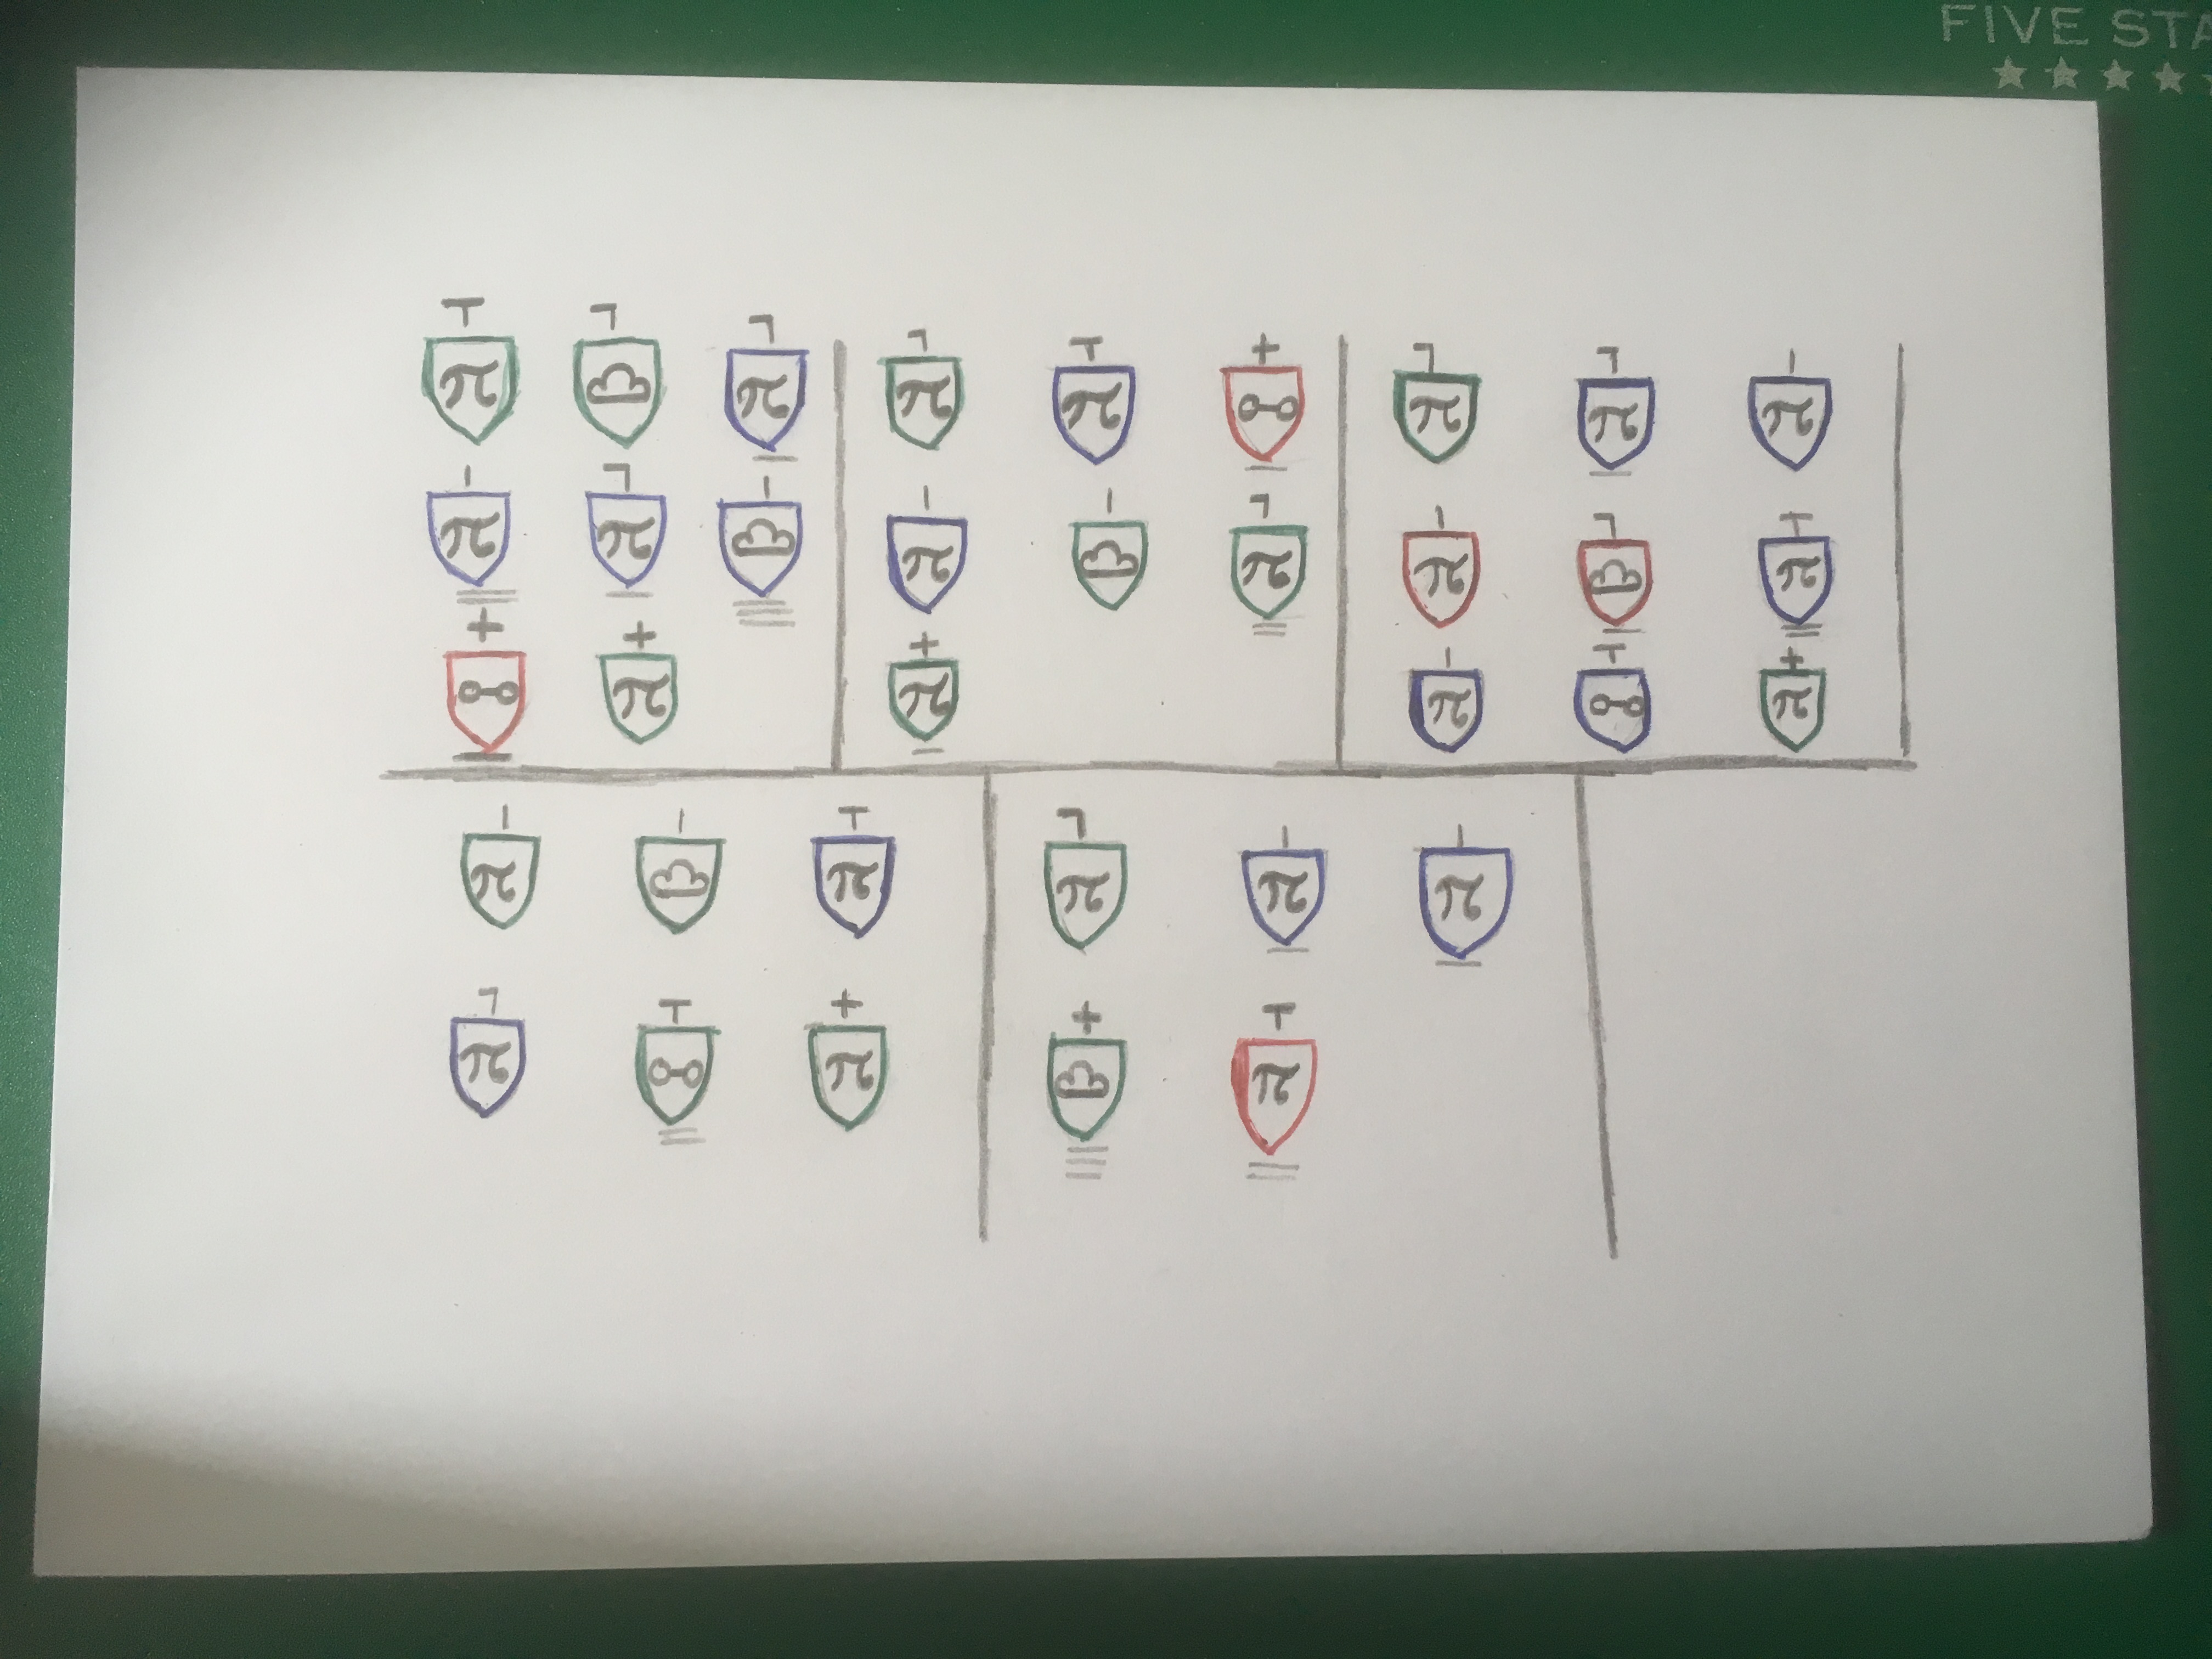 FIVE STA
T ㄱ ㄱ ㄱ T + ㄱ ㄱ I
π π π π π π π
I ㄱ I I I ㄱ I ㄱ T
π π π π π π
+ + + I T +
π π π π
I I T ㄱ I I
π π π π π
ㄱ T + + T
π π π